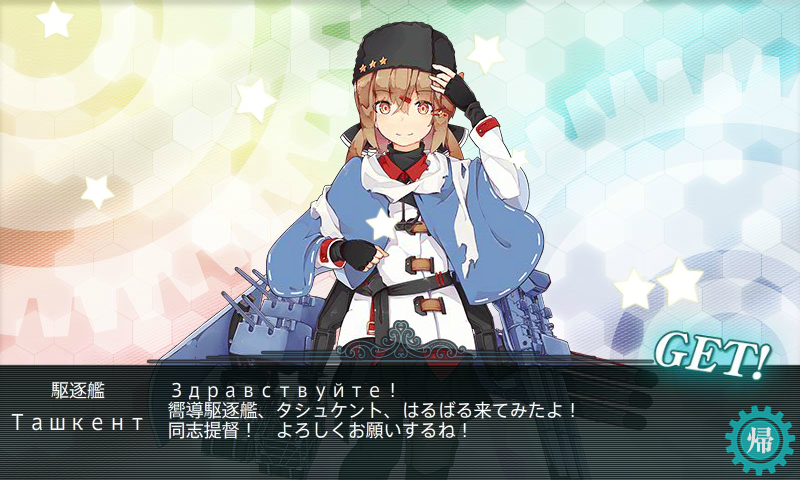 GET!
駆逐艦
Ташкент
Здравствуйте!
嚮導駆逐艦、タシュケント、はるばる来てみたよ!
同志提督! よろしくお願いするね!
帰